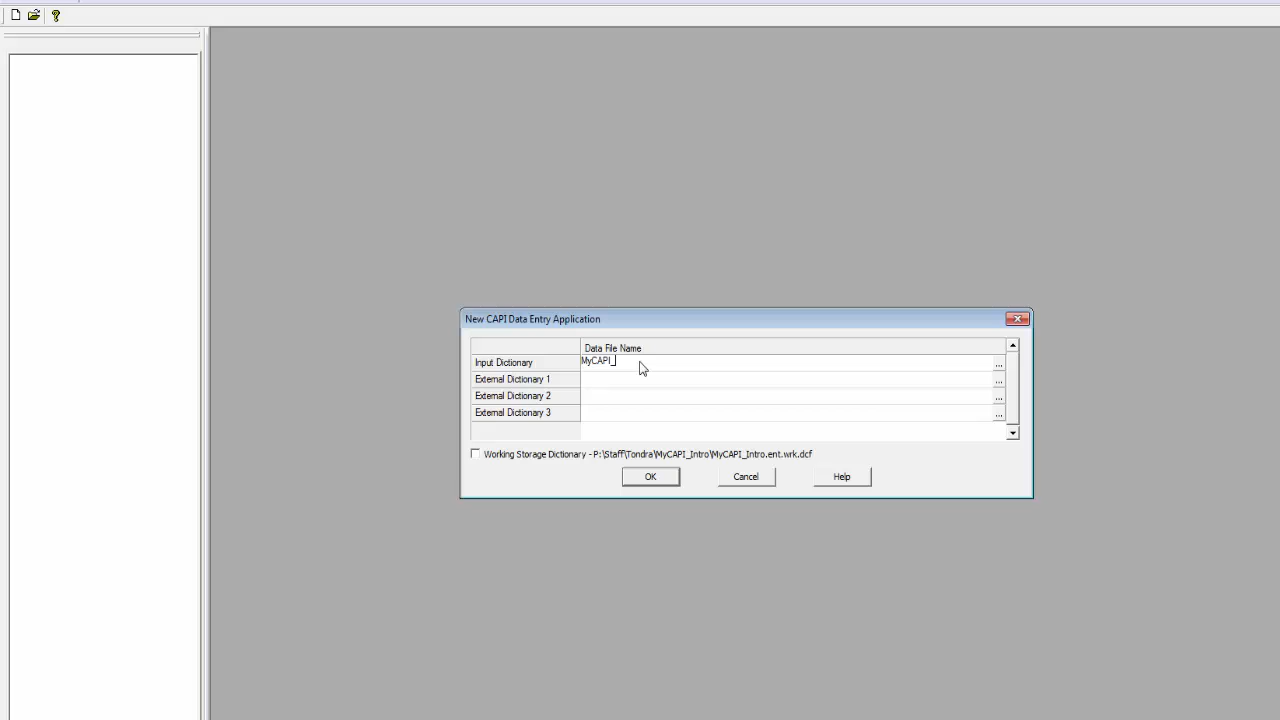 New CAPI Data Entry Application
Data File Name
Input Dictionary MyCAPI_ ...
External Dictionary 1 ...
External Dictionary 2 ...
External Dictionary 3 ...
Working Storage Dictionary - P:\Staff\Tondra\MyCAPI_Intro\MyCAPI_Intro.ent.wrk.dcf
OK Cancel Help